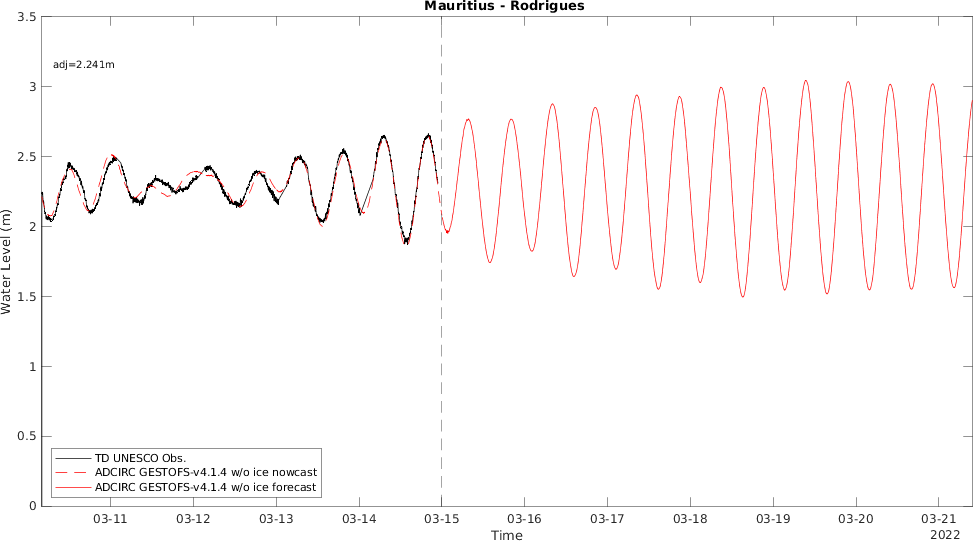 Mauritius - Rodrigues
3.5
adj=2.241m
3
2.5
2
1.5
1
0.5
0
Water Level (m)
TD UNESCO Obs.
ADCIRC GESTOFS-v4.1.4 w/o ice nowcast
ADCIRC GESTOFS-v4.1.4 w/o ice forecast
03-11 03-12 03-13 03-14 03-15 03-16 03-17 03-18 03-19 03-20 03-21
Time
2022